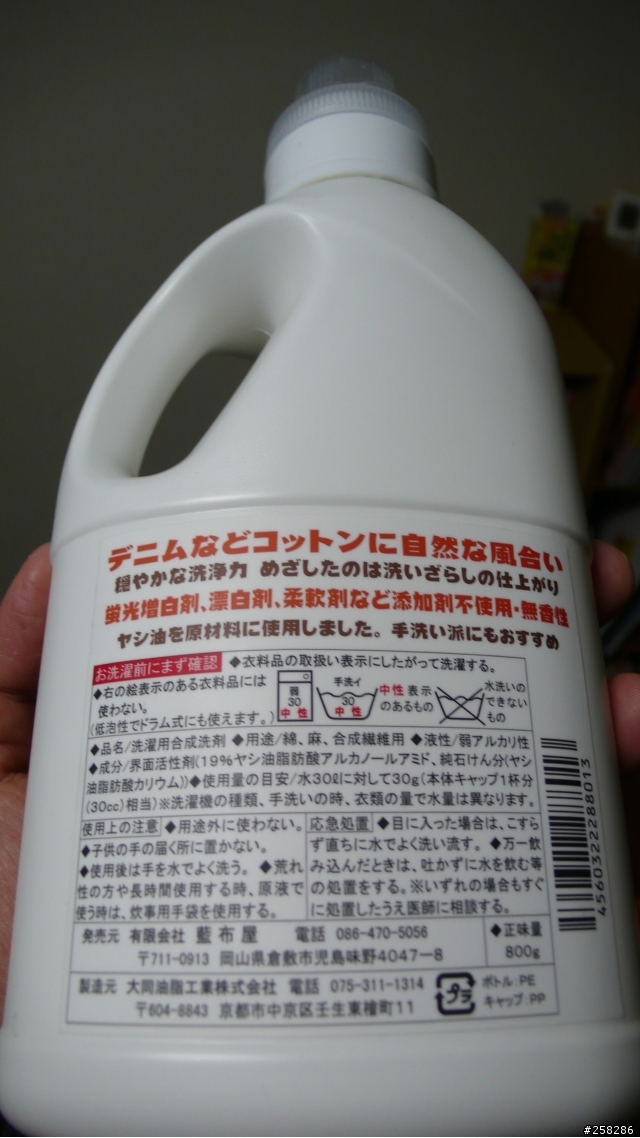 デニムなどコットンに自然な風合い
穏やかな洗浄力 めざしたのは洗いざらしの仕上がり
蛍光増白剤、漂白剤、柔軟剤など添加剤不使用・無香性
ヤシ油を原材料に使用しました。手洗い派にもおすすめ
お洗濯前にまず確認 ◆衣料品の取扱い表示にしたがって洗濯する。
◆右の絵表示のある衣料品には
使わない。
(低泡性でドラム式にも使えます。)
弱
30
中性
手洗イ
30
中性
中性 表示
のあるもの
水洗いの
できない
もの
◆品名/洗濯用合成洗剤 ◆用途/綿、麻、合成繊維用 ◆液性/弱アルカリ性
◆成分/界面活性剤(19%ヤシ油脂肪酸アルカノールアミド、純石けん分(ヤシ
油脂肪酸カリウム))◆使用量の目安/水30ℓに対して30g(本体キャップ1杯分
(30cc)相当)※洗濯機の種類、手洗いの時、衣類の量で水量は異なります。
使用上の注意 ◆用途外に使わない。
◆子供の手の届く所に置かない。
◆使用後は手を水でよく洗う。 ◆荒れ
性の方や長時間使用する時、原液で
使う時は、炊事用手袋を使用する。
応急処置 ◆目に入った場合は、こすら
ず直ちに水でよく洗い流す。 ◆万一飲
み込んだときは、吐かずに水を飲む等
の処置をする。※いずれの場合もすぐ
に処置したうえ医師に相談する。
発売元 有限会社 藍布屋 電話 086-470-5056
〒711-0913 岡山県倉敷市児島味野4047-8
◆正味量
800g
製造元 大同油脂工業株式会社 電話 075-311-1314
〒604-8843 京都市中京区壬生東檜町11
プラ
ボトル:PE
キャップ:PP
4560322288013
#258286